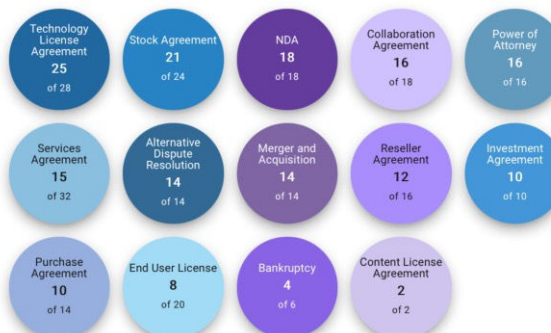 Technology
License
Agreement
25
of 28
Stock Agreement
21
of 24
NDA
18
of 18
Collaboration
Agreement
16
of 18
Power of
Attorney
16
of 16
Services
Agreement
15
of 32
Alternative
Dispute
Resolution
14
of 14
Merger and
Acquisition
14
of 14
Reseller
Agreement
12
of 16
Investment
Agreement
10
of 10
Purchase
Agreement
10
of 14
End User License
8
of 20
Bankruptcy
4
of 6
Content License
Agreement
2
of 2